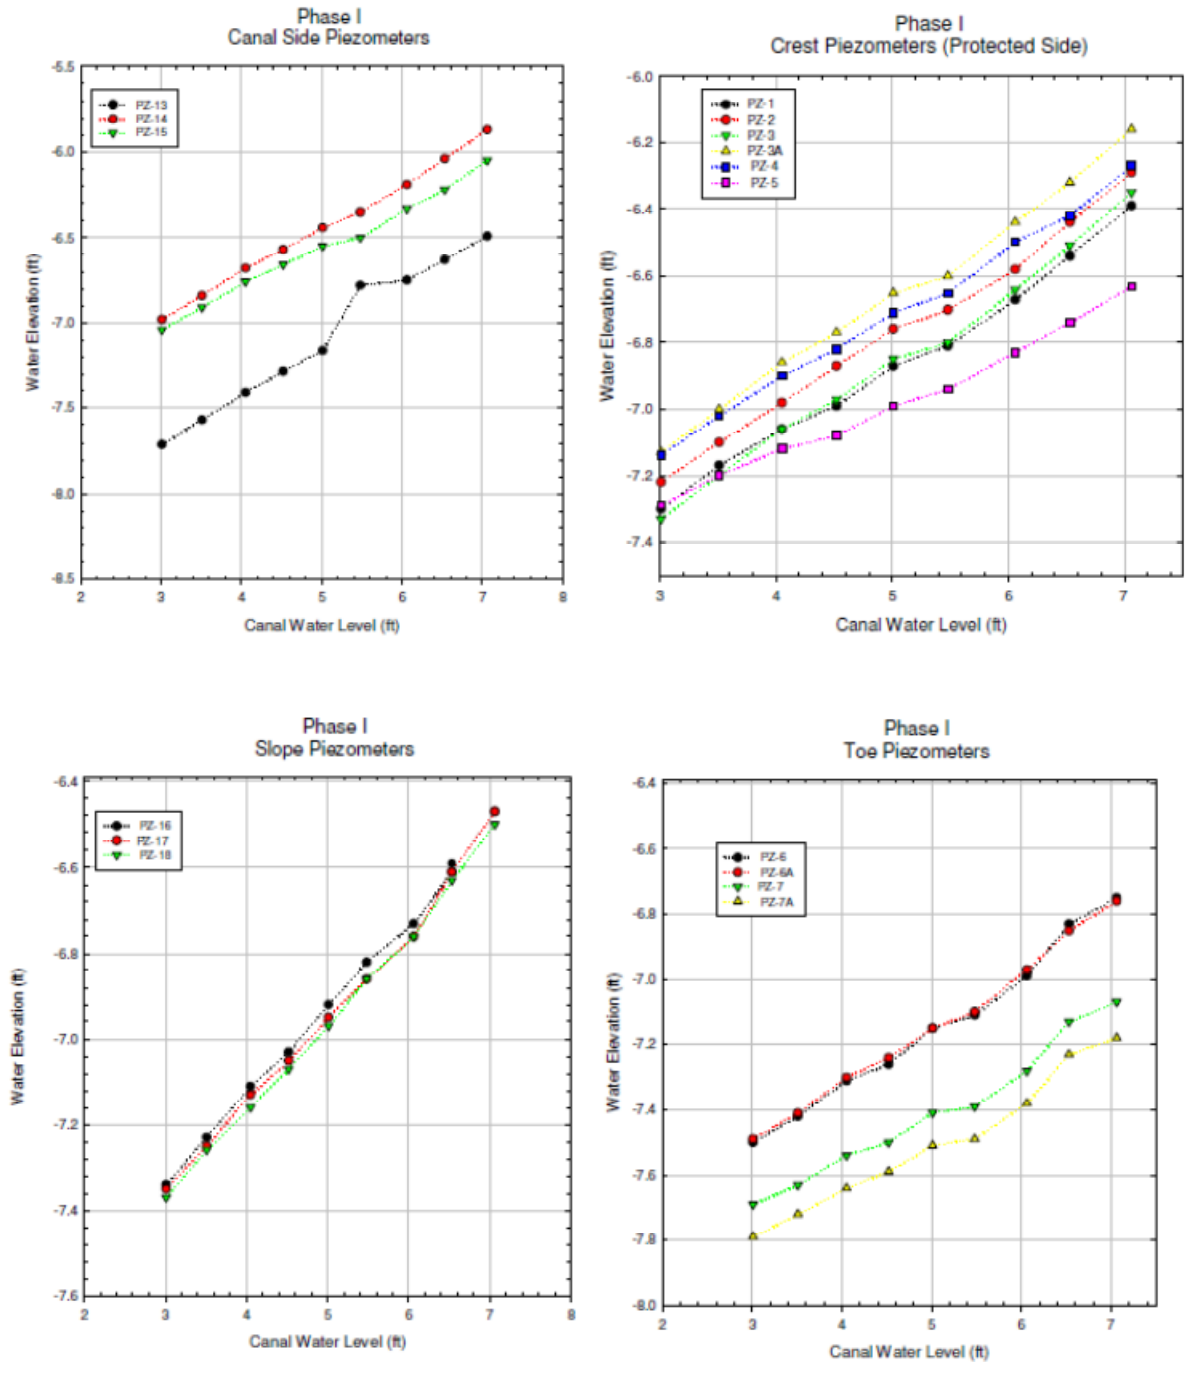 Phase I
Canal Side Piezometers
-5.5
-6.0
-6.5
-7.0
-7.5
-8.0
-8.5
2
3
4
5
6
7
8
PZ-13
PZ-14
PZ-15
Water Elevation (ft)
Canal Water Level (ft)
Phase I
Crest Piezometers (Protected Side)
-6.0
-6.2
-6.4
-6.6
-6.8
-7.0
-7.2
-7.4
3
4
5
6
7
PZ-1
PZ-2
PZ-3
PZ-3A
PZ-4
PZ-5
Water Elevation (ft)
Canal Water Level (ft)
Phase I
Slope Piezometers
-6.4
-6.6
-6.8
-7.0
-7.2
-7.4
-7.6
2
3
4
5
6
7
8
PZ-16
PZ-17
PZ-18
Water Elevation (ft)
Canal Water Level (ft)
Phase I
Toe Piezometers
-6.4
-6.6
-6.8
-7.0
-7.2
-7.4
-7.6
-7.8
-8.0
2
3
4
5
6
7
PZ-6
PZ-6A
PZ-7
PZ-7A
Water Elevation (ft)
Canal Water Level (ft)